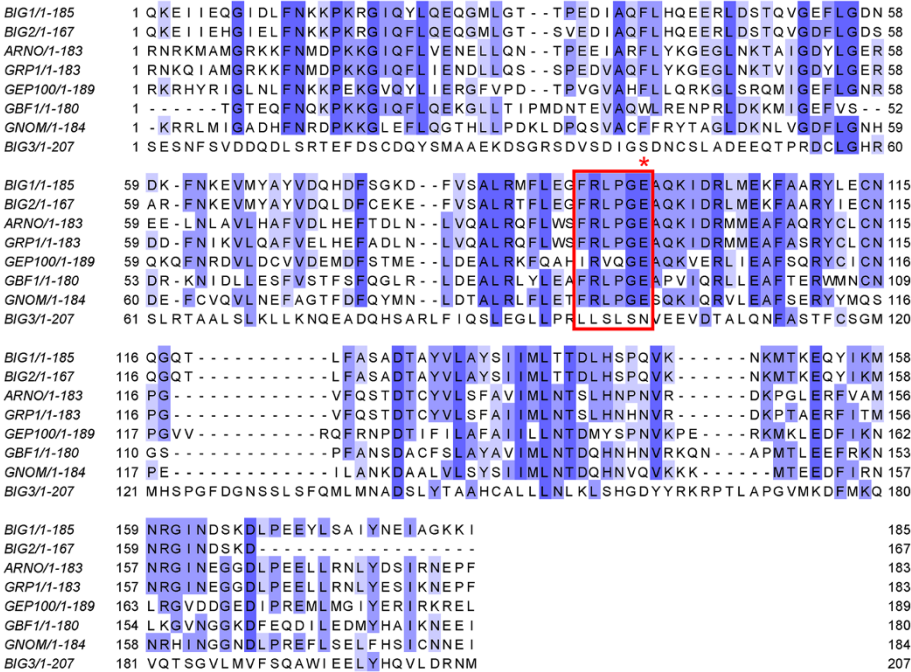 BIG1/1-185 1 QKEIIEQGIDLFNKKPKRGIQYLQEQGMLGT--TPEDIAQFLHQEERLDSTQVGEFLGDN 58
BIG2/1-167 1 QKEIIEHGIELFNKKPKRGIQFLQEQGMLGT--SVEDIAQFLHQEERLDSTQVGDFLGDS 58
ARNO/1-183 1 RNRKMAMGRKKFNMDPKKGIQFLVENELLQN--TPEEIARFLYKGEGLNKTAIGDYLGER 58
GRP1/1-183 1 RNKQIAMGRKKFNMDPKKGIQFLIENDLLQS--SPEDVAQFLYKGEGLNKTVIGDYLGER 58
GEP100/1-189 1 RKRHYRIGLNLFNKKPEKGVQYLIERGFVPD--TPVGVAHFLLQRKGLSRQMIGEFLGNR 58
GBF1/1-180 1 ------TGTEQFNQKPKKGIQFLQEKGLLTIPMDNTEVAQWLRENPRLDKKMIGEFVS-- 52
GNOM/1-184 1 -KRRLMIGADHFNRDPKKGLEFLQGTHLLPDKLDPQSVACFFRYTAGLDKNLVGDFLGNH 59
BIG3/1-207 1 SESNFSVDDQDLSRTEFDSCDQYSMAAEKDSGRSDVSDIGSDNCSLADEEQTPRDCLGHR 60
*
BIG1/1-185 59 DK-FNKEVMYAYVDQHDFSGKD--FVSALRMFLEGFRLPGEAQKIDRLMEKFAARYLECN 115
BIG2/1-167 59 AR-FNKEVMYAYVDQLDFCEKE--FVSALRTFLEGFRLPGEAQKIDRLMEKFAARYIECN 115
ARNO/1-183 59 EE-LNLAVLHAFVDLHEFTDLN--LVQALRQFLWSFRLPGEAQKIDRMMEAFAQRYCLCN 115
GRP1/1-183 59 DD-FNIKVLQAFVELHEFADLN--LVQALRQFLWSFRLPGEAQKIDRMMEAFASRYCLCN 115
GEP100/1-189 59 QKQFNRDVLDCVVDEMDFSTME--LDEALRKFQAHIRVQGEAQKVERLIEAFSQRYCMCN 116
GBF1/1-180 53 DR-KNIDLLESFVSTFSFQGLR--LDEALRLYLEAFRLPGEAPVIQRLLEAFTERWMNCN 109
GNOM/1-184 60 DE-FCVQVLNEFAGTFDFQYMN--LDTALRLFLETFRLPGESQKIQRVLEAFSERYYMQS 116
BIG3/1-207 61 SLRTAALSLKLLKNQEADQHSARLFIQSLEGLLPRLLSLSNVEEVDTALQNFASTFCSGM 120
BIG1/1-185 116 QGQT-----------LFASADTAYVLAYSIIMLTTDLHSPQVK------NKMTKEQYIKM 158
BIG2/1-167 116 QGQT-----------LFASADTAYVLAYSIIMLTTDLHSPQVK------NKMTKEQYIKM 158
ARNO/1-183 116 PG-------------VFQSTDTCYVLSFAVIMLNTSLHNPNVR------DKPGLERFVAM 156
GRP1/1-183 116 PG-------------VFQSTDTCYVLSFAIIMLNTSLHNHNVR------DKPTAERFITM 156
GEP100/1-189 117 PGVV----------RQFRNPDTIFILAFAIILLNTDMYSPNVKPE----RKMKLEDFIKN 162
GBF1/1-180 110 GS-------------PFANSDACFSLAYAVIMLNTDQHNHNVRKQN---APMTLEEFRKN 153
GNOM/1-184 117 PE-------------ILANKDAALVLSYSIIMLNTDQHNVQVKKK-----MTEEDFIRN 157
BIG3/1-207 121 MHSPGFDGNSSLSFQMLMNADSLYTAAHCALLLNLKLSHGDYYRKRPTLAPGVMKDFMKQ 180
BIG1/1-185 159 NRGINDSKDLPEEYLSAIYNEIAGKKI 185
BIG2/1-167 159 NRGINDSKD------------------ 167
ARNO/1-183 157 NRGINEGGDLPEELLRNLYDSIRNEPF 183
GRP1/1-183 157 NRGINEGGDLPEELLRNLYESIKNEPF 183
GEP100/1-189 163 LRGVDDGEDIPREMLMGIYERIRKREL 189
GBF1/1-180 154 LKGVNGGKDFEQDILEDMYHAIKNEEI 180
GNOM/1-184 158 NRHINGGNDLPREFLSELFHSICNNEI 184
BIG3/1-207 181 VQTSGVLMVFSQAWIEELYHQVLDRNM 207